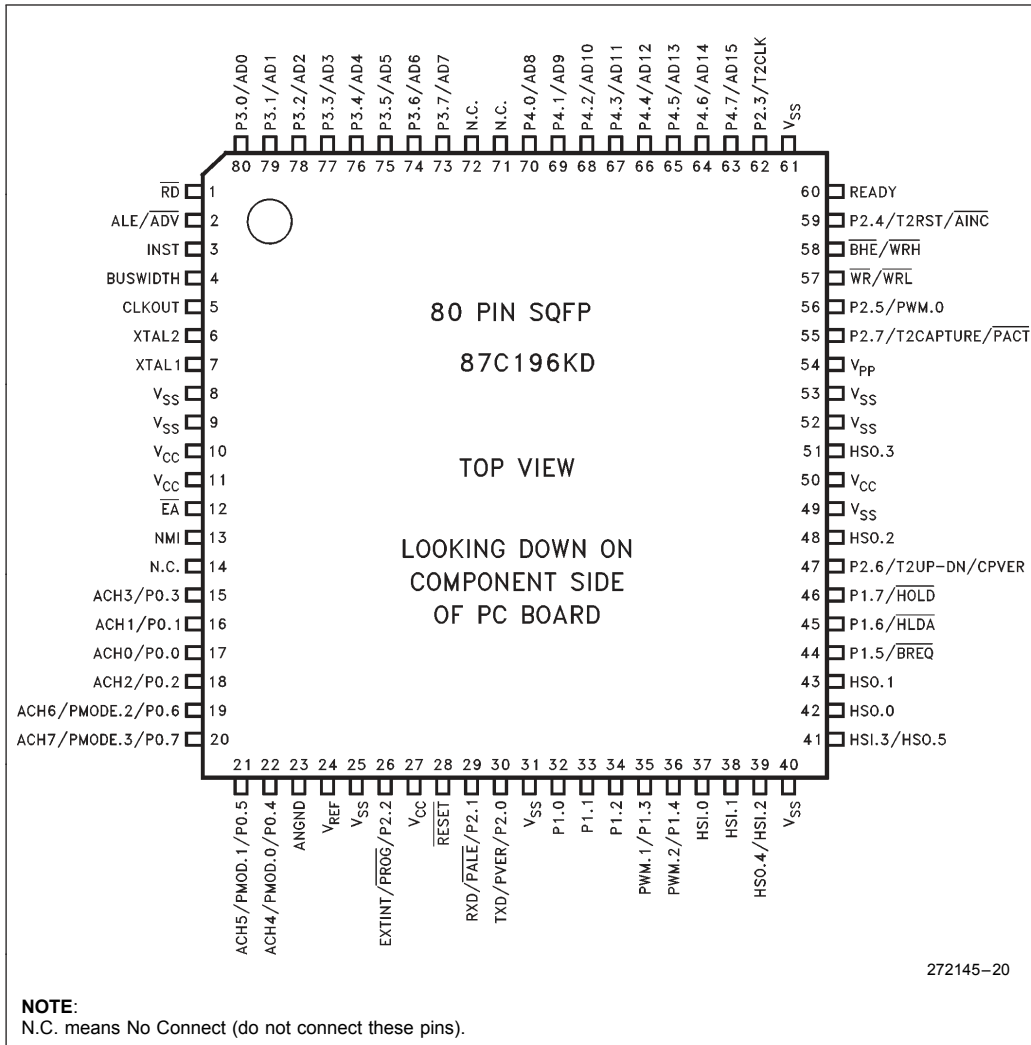 P3.0/AD0
P3.1/AD1
P3.2/AD2
P3.3/AD3
P3.4/AD4
P3.5/AD5
P3.6/AD6
P3.7/AD7
N.C.
N.C.
P4.0/AD8
P4.1/AD9
P4.2/AD10
P4.3/AD11
P4.4/AD12
P4.5/AD13
P4.6/AD14
P4.7/AD15
P2.3/T2CLK
VSS
80 79 78 77 76 75 74 73 72 71 70 69 68 67 66 65 64 63 62 61
RD 1
ALE/ADV 2
INST 3
BUSWIDTH 4
CLKOUT 5
XTAL2 6
XTAL1 7
VSS 8
VSS 9
VCC 10
VCC 11
EA 12
NMI 13
N.C. 14
ACH3/P0.3 15
ACH1/P0.1 16
ACH0/P0.0 17
ACH2/P0.2 18
ACH6/PMODE.2/P0.6 19
ACH7/PMODE.3/P0.7 20
80 PIN SQFP
87C196KD
TOP VIEW
LOOKING DOWN ON
COMPONENT SIDE
OF PC BOARD
60 READY
59 P2.4/T2RST/AINC
58 BHE/WRH
57 WR/WRL
56 P2.5/PWM.0
55 P2.7/T2CAPTURE/PACT
54 VPP
53 VSS
52 VSS
51 HSO.3
50 VCC
49 VSS
48 HSO.2
47 P2.6/T2UP-DN/CPVER
46 P1.7/HOLD
45 P1.6/HLDA
44 P1.5/BREQ
43 HSO.1
42 HSO.0
41 HSI.3/HSO.5
21 22 23 24 25 26 27 28 29 30 31 32 33 34 35 36 37 38 39 40
ACH5/PMOD.1/P0.5
ACH4/PMOD.0/P0.4
ANGND
VREF
VSS
EXTINT/PROG/P2.2
VCC
RESET
RXD/PALE/P2.1
TXD/PVER/P2.0
VSS
P1.0
P1.1
P1.2
PWM.1/P1.3
PWM.2/P1.4
HSI.0
HSI.1
HSO.4/HSI.2
VSS
272145–20
NOTE:
N.C. means No Connect (do not connect these pins).